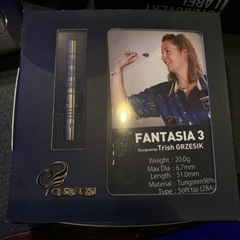 LABEL
FANTASIA 3
Designed by Trish GRZESIK
Weight : 20.0g
Max Dia : 6.7mm
Length : 51.0mm
Material : Tungsten90%
Type : Soft tip (2BA)